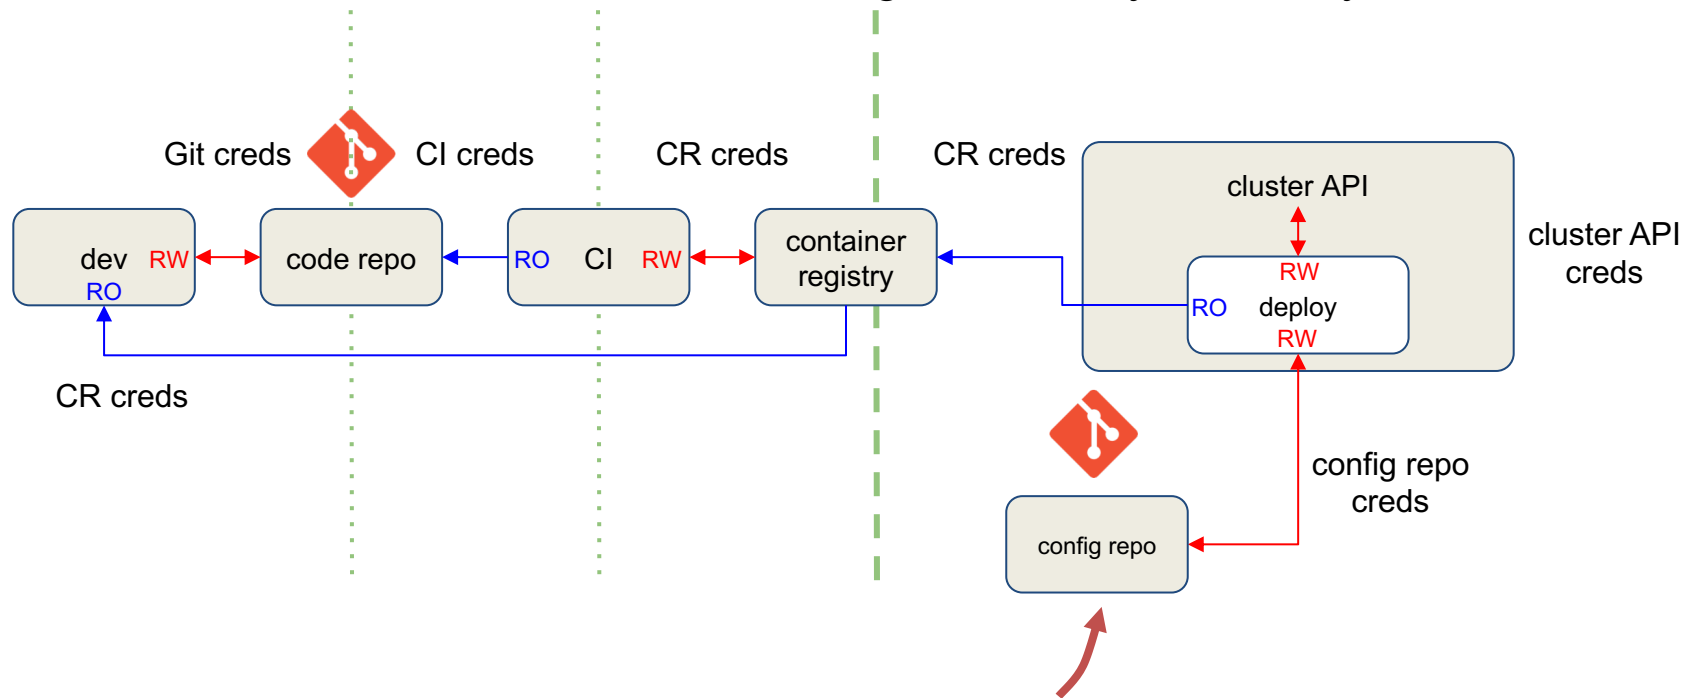 Git creds
CI creds
CR creds
CR creds
cluster API
cluster API
creds
dev
RW
RO
code repo
RO
CI
RW
container
registry
RW
RO
deploy
RW
CR creds
config repo
creds
config repo